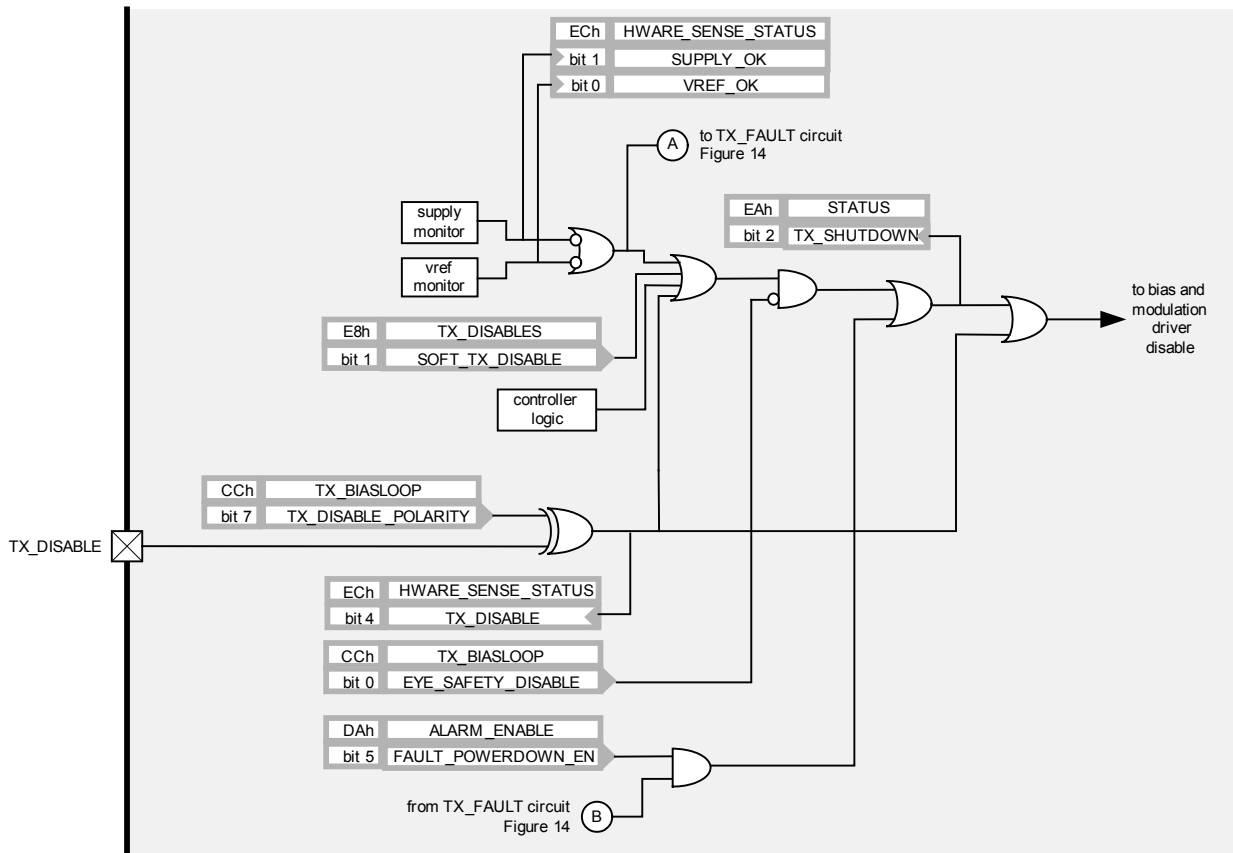 ECh HWARE_SENSE_STATUS
bit 1 SUPPLY_OK
bit 0 VREF_OK
A
to TX_FAULT circuit
Figure 14
supply
monitor
vref
monitor
EAh STATUS
bit 2 TX_SHUTDOWN
to bias and
modulation
driver
disable
E8h TX_DISABLES
bit 1 SOFT_TX_DISABLE
controller
logic
CCh TX_BIASLOOP
bit 7 TX_DISABLE_POLARITY
TX_DISABLE
ECh HWARE_SENSE_STATUS
bit 4 TX_DISABLE
CCh TX_BIASLOOP
bit 0 EYE_SAFETY_DISABLE
DAh ALARM_ENABLE
bit 5 FAULT_POWERDOWN_EN
from TX_FAULT circuit
Figure 14
B